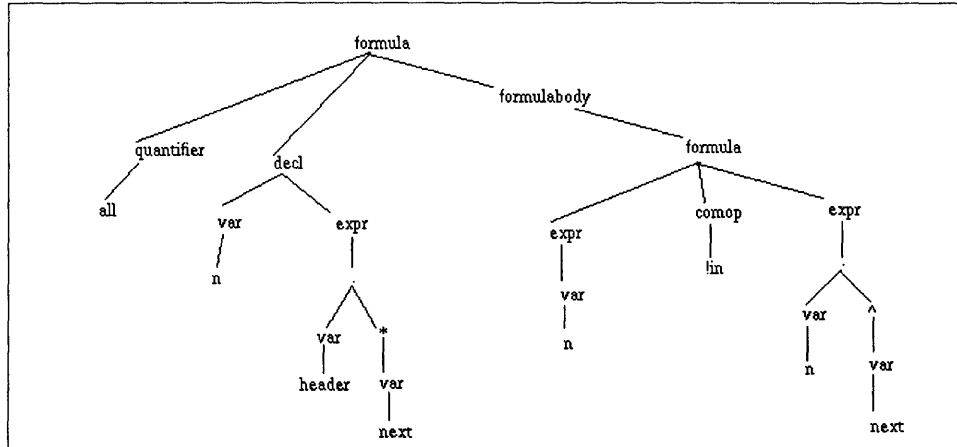 formula
formulabody
quantifier
decl
formula
all
var
expr
expr
comop
expr
n
!in
.
.
var
var
*
n
var
^
header
var
n
var
next
next